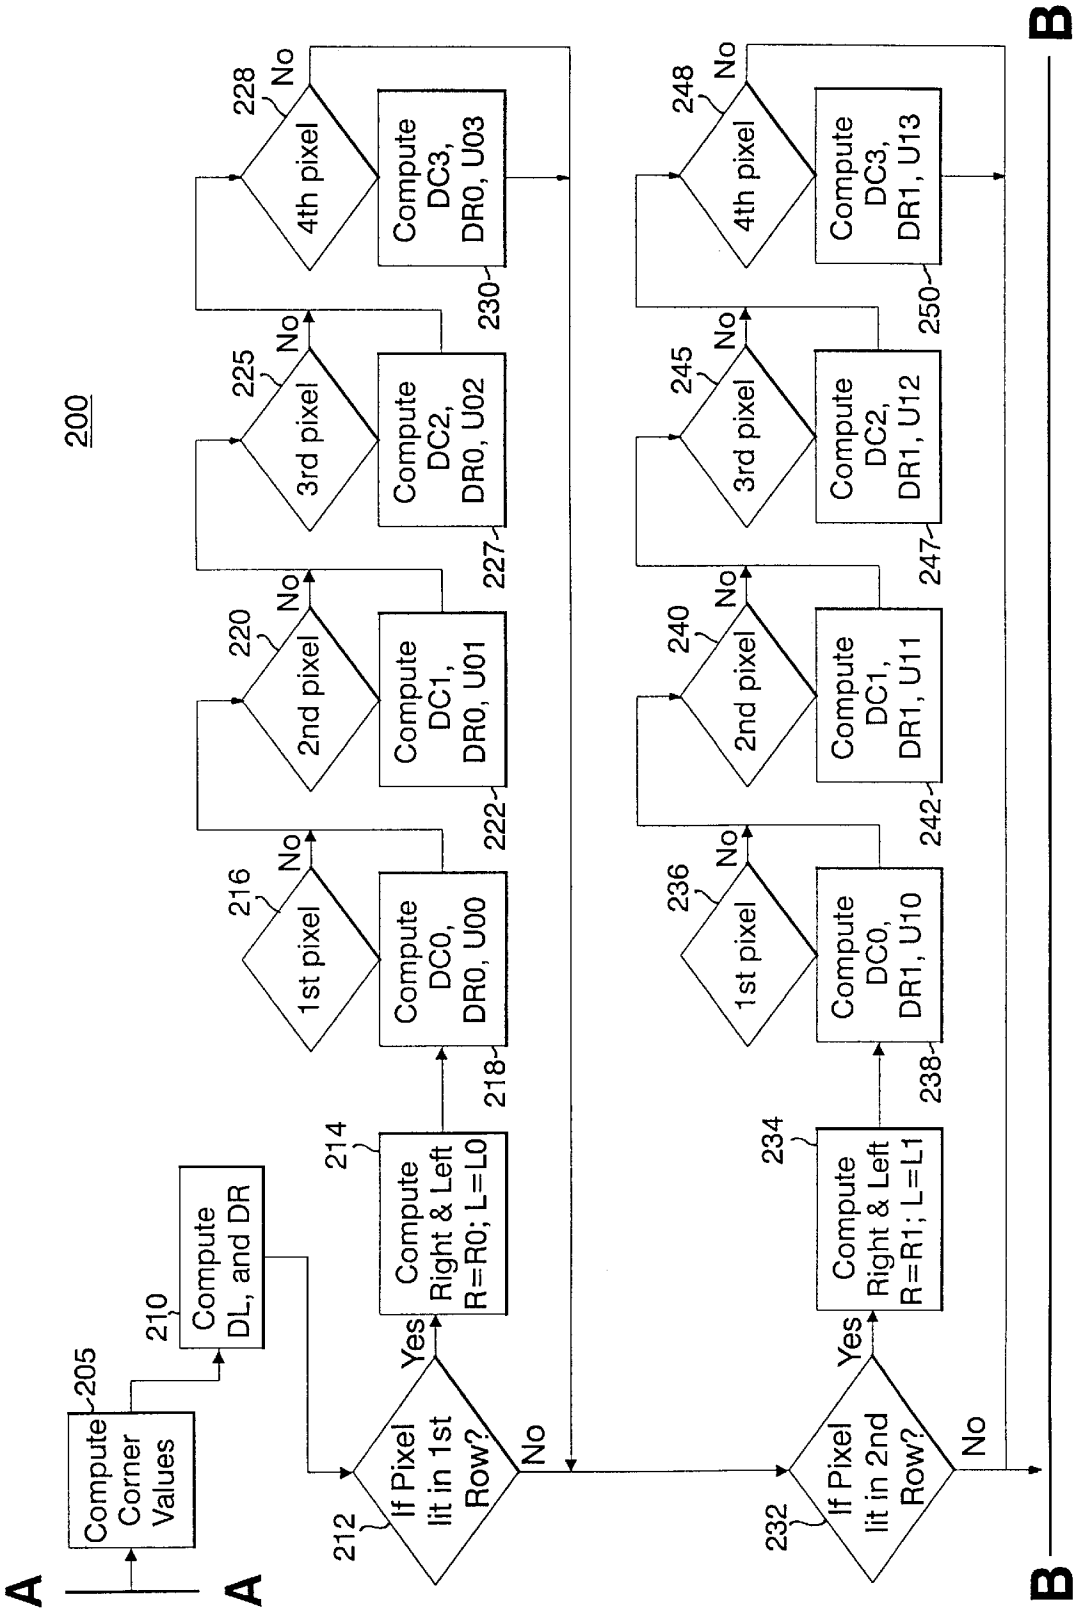 200
A
A
Compute
Corner
Values
205
210
Compute
DL, and DR
212
If Pixel
lit in 1st
Row?
Yes
No
214
Compute
Right & Left
R=R0; L=L0
216
1st pixel
No
218
Compute
DC0,
DR0, U00
220
2nd pixel
No
222
Compute
DC1,
DR0, U01
225
3rd pixel
No
227
Compute
DC2,
DR0, U02
228
4th pixel
No
230
Compute
DC3,
DR0, U03
232
If Pixel
lit in 2nd
Row?
Yes
No
234
Compute
Right & Left
R=R1; L=L1
236
1st pixel
No
238
Compute
DC0,
DR1, U10
240
2nd pixel
No
242
Compute
DC1,
DR1, U11
245
3rd pixel
No
247
Compute
DC2,
DR1, U12
248
4th pixel
No
250
Compute
DC3,
DR1, U13
B
B